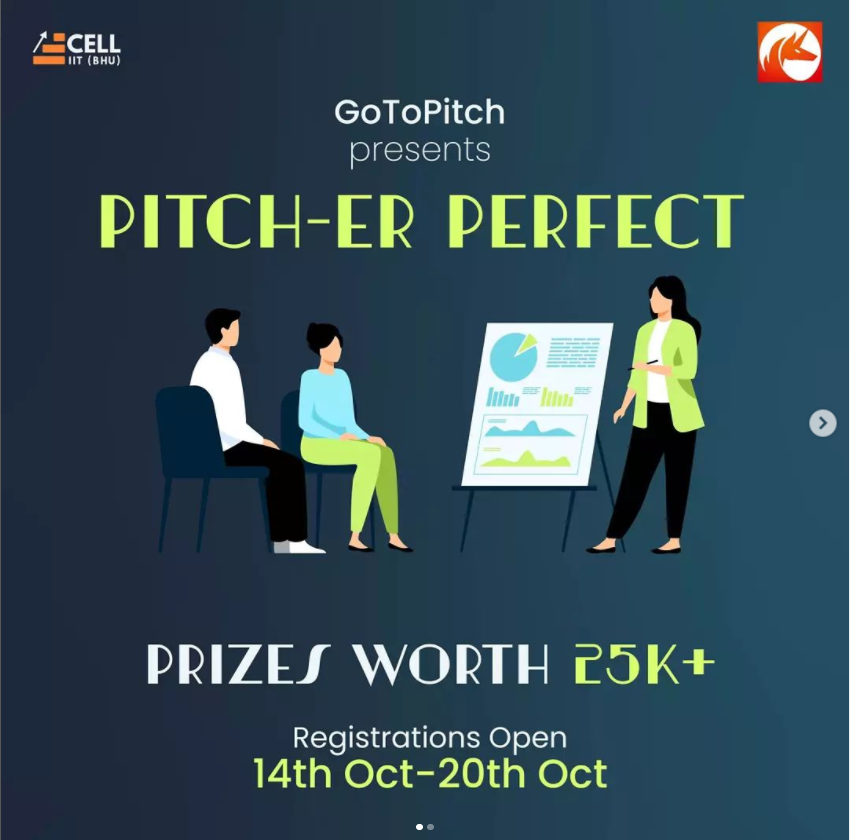 E CELL
IIT (BHU)
GoToPitch
presents
PITCH-ER PERFECT
PRIZES WORTH 25K+
Registrations Open
14th Oct-20th Oct